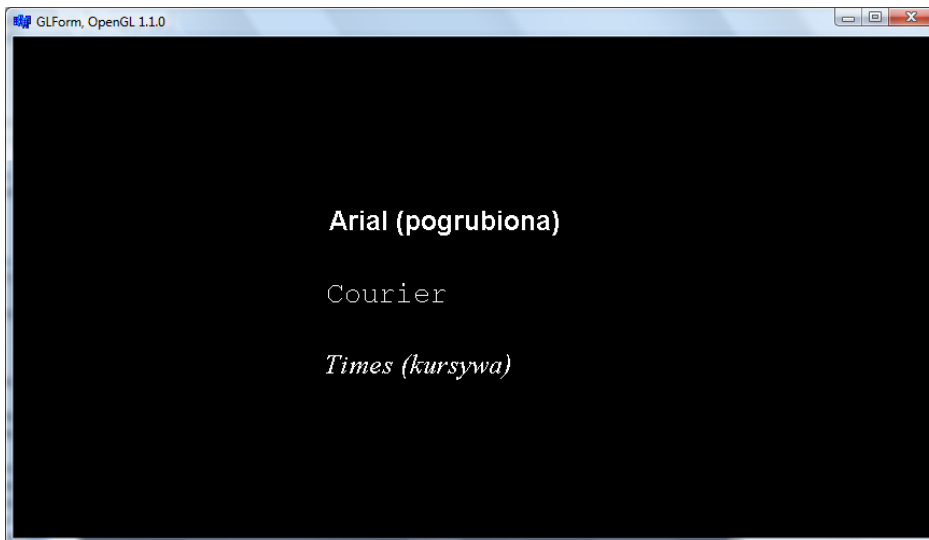 GLForm, OpenGL 1.1.0
Arial (pogrubiona)
Courier
Times (kursywa)